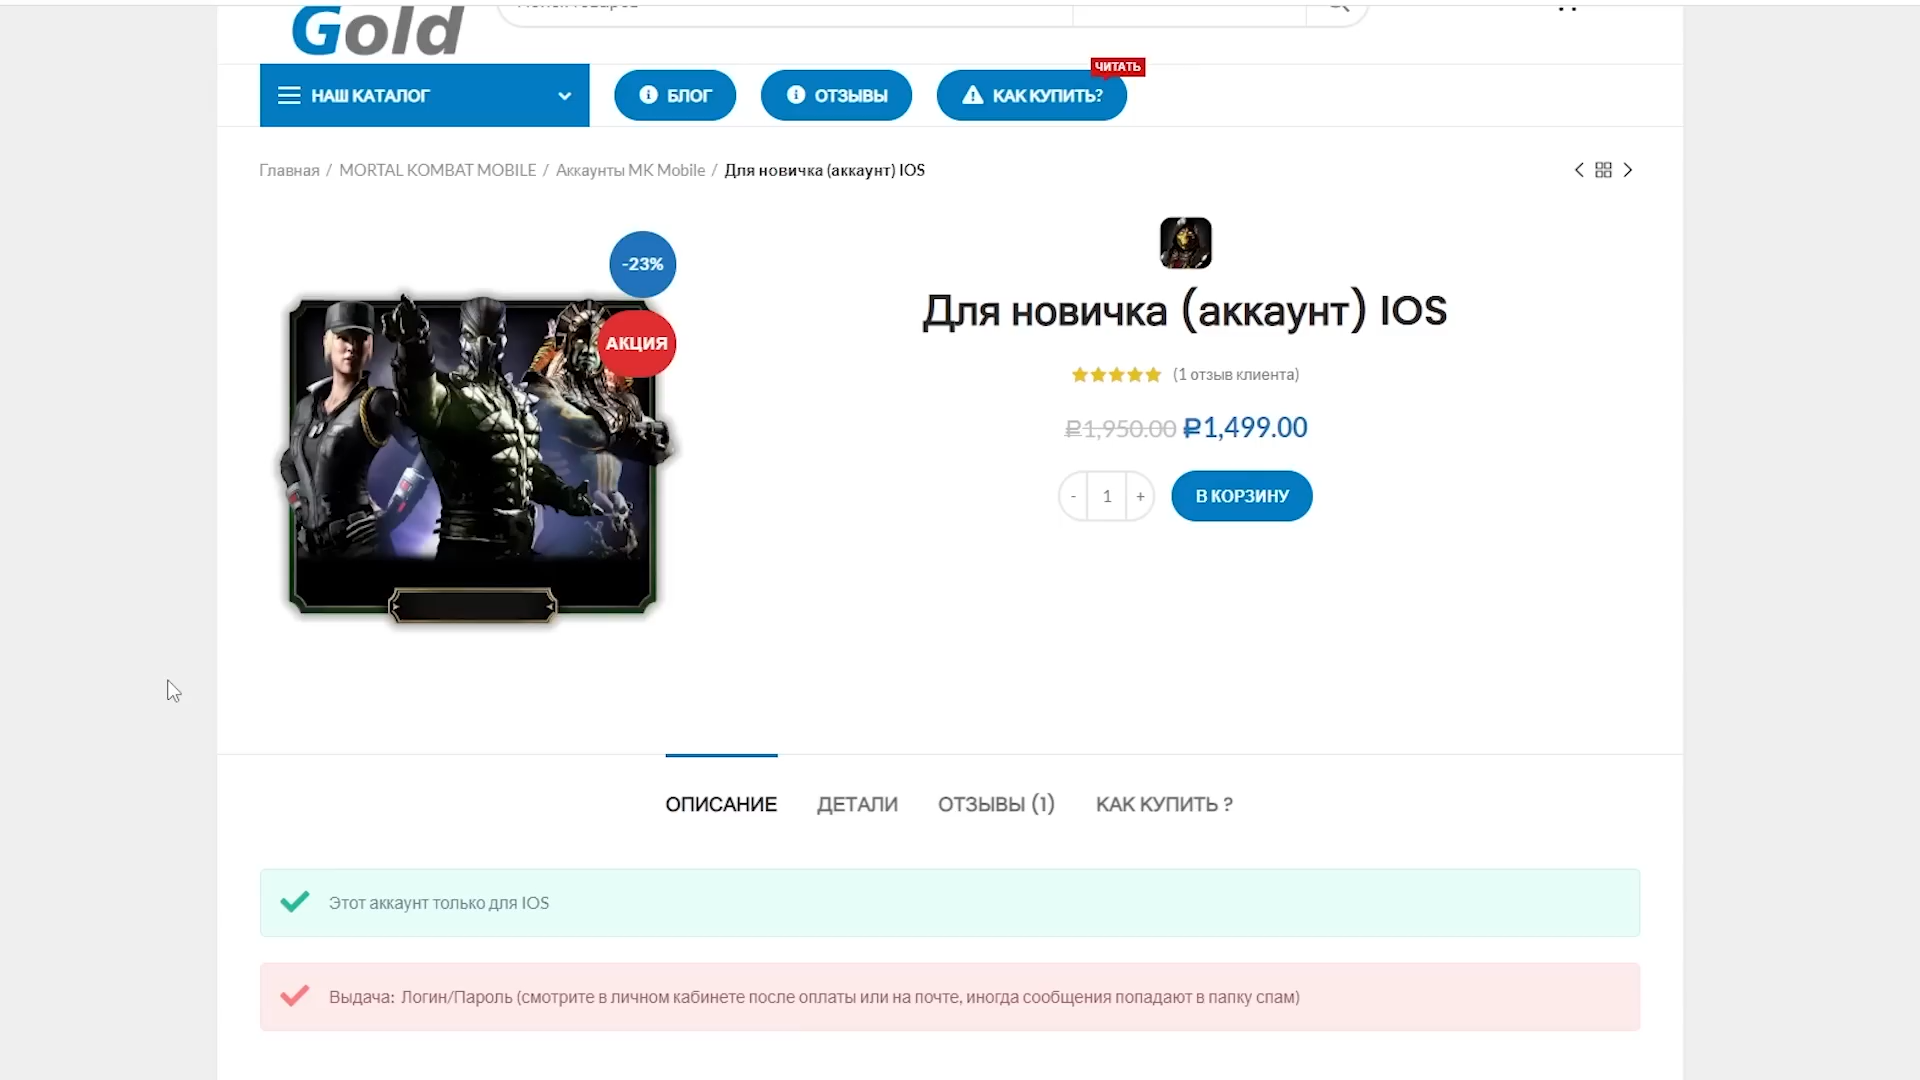 Gold
ЧИТАТЬ
НАШ КАТАЛОГ
БЛОГ
ОТЗЫВЫ
КАК КУПИТЬ?
Главная / MORTAL KOMBAT MOBILE / Аккаунты MK Mobile / Для новичка (аккаунт) IOS
-23%
АКЦИЯ
Для новичка (аккаунт) IOS
(1 отзыв клиента)
₽1,950.00 ₽1,499.00
- 1 +
В КОРЗИНУ
ОПИСАНИЕ
ДЕТАЛИ
ОТЗЫВЫ (1)
КАК КУПИТЬ ?
Этот аккаунт только для IOS
Выдача: Логин/Пароль (смотрите в личном кабинете после оплаты или на почте, иногда сообщения попадают в папку спам)